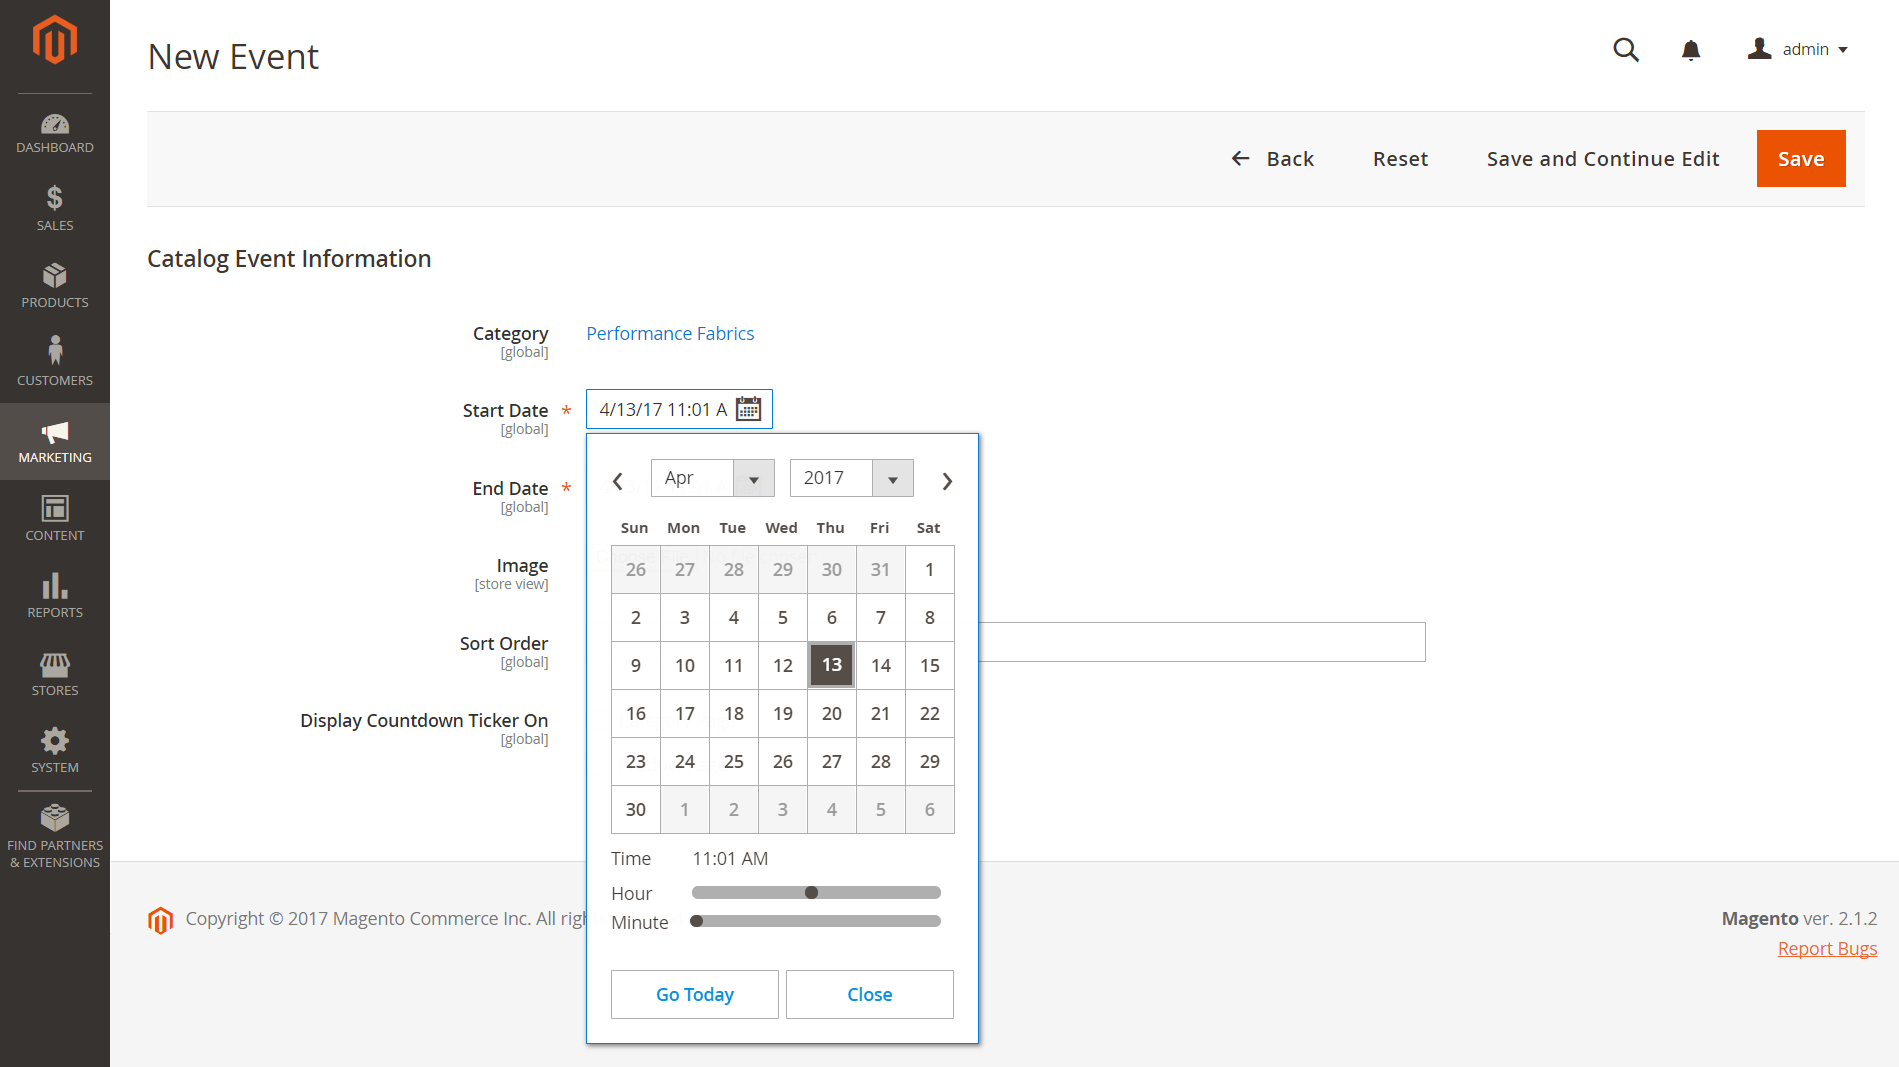 New Event
admin
Back
Reset
Save and Continue Edit
Save
DASHBOARD
SALES
PRODUCTS
CUSTOMERS
MARKETING
CONTENT
REPORTS
STORES
SYSTEM
FIND PARTNERS
& EXTENSIONS
Catalog Event Information
Category
[global]
Performance Fabrics
Start Date *
[global]
4/13/17 11:01 A
End Date *
[global]
Image
[store view]
Sort Order
[global]
Display Countdown Ticker On
[global]
Apr 2017
Sun Mon Tue Wed Thu Fri Sat
26 27 28 29 30 31 1
2 3 4 5 6 7 8
9 10 11 12 13 14 15
16 17 18 19 20 21 22
23 24 25 26 27 28 29
30 1 2 3 4 5 6
Time 11:01 AM
Hour
Minute
Go Today Close
Copyright © 2017 Magento Commerce Inc. All
Magento ver. 2.1.2
Report Bugs